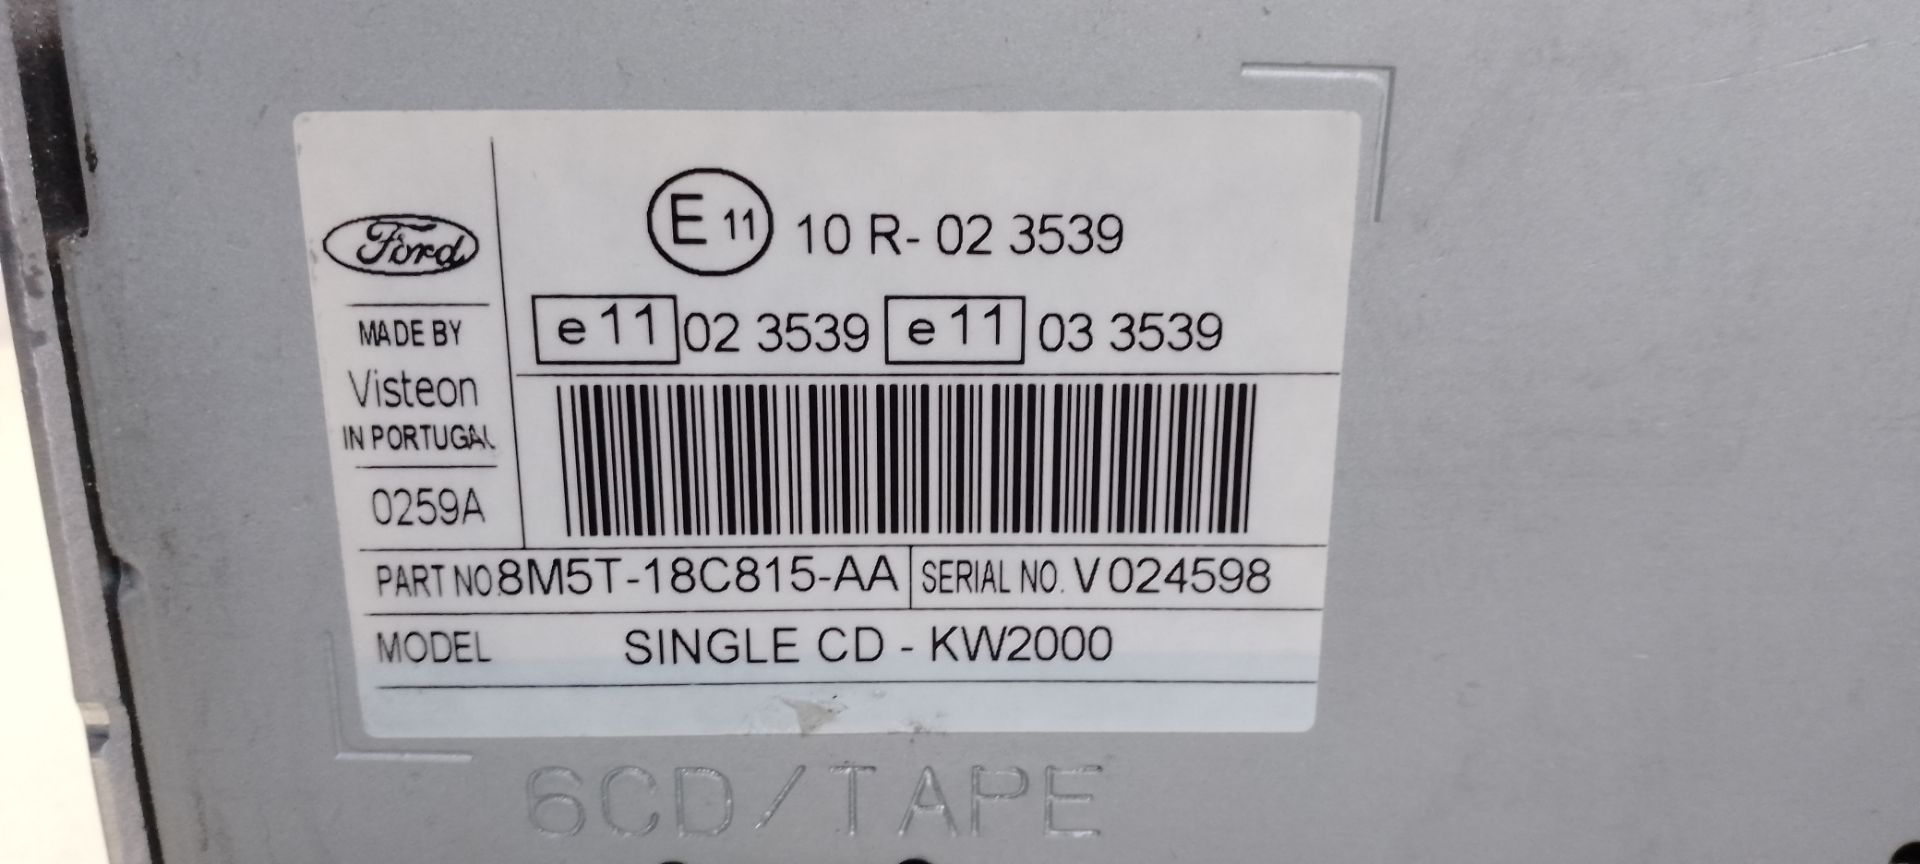 E 11 10 R- 02 3539
Ford
e 11 02 3539 e 11 03 3539
MADE BY
Visteon
IN PORTUGAL
0259A
PART NO. 8M5T-18C815-AA SERIAL NO. V 024598
MODEL SINGLE CD - KW2000
6CD/TAPE